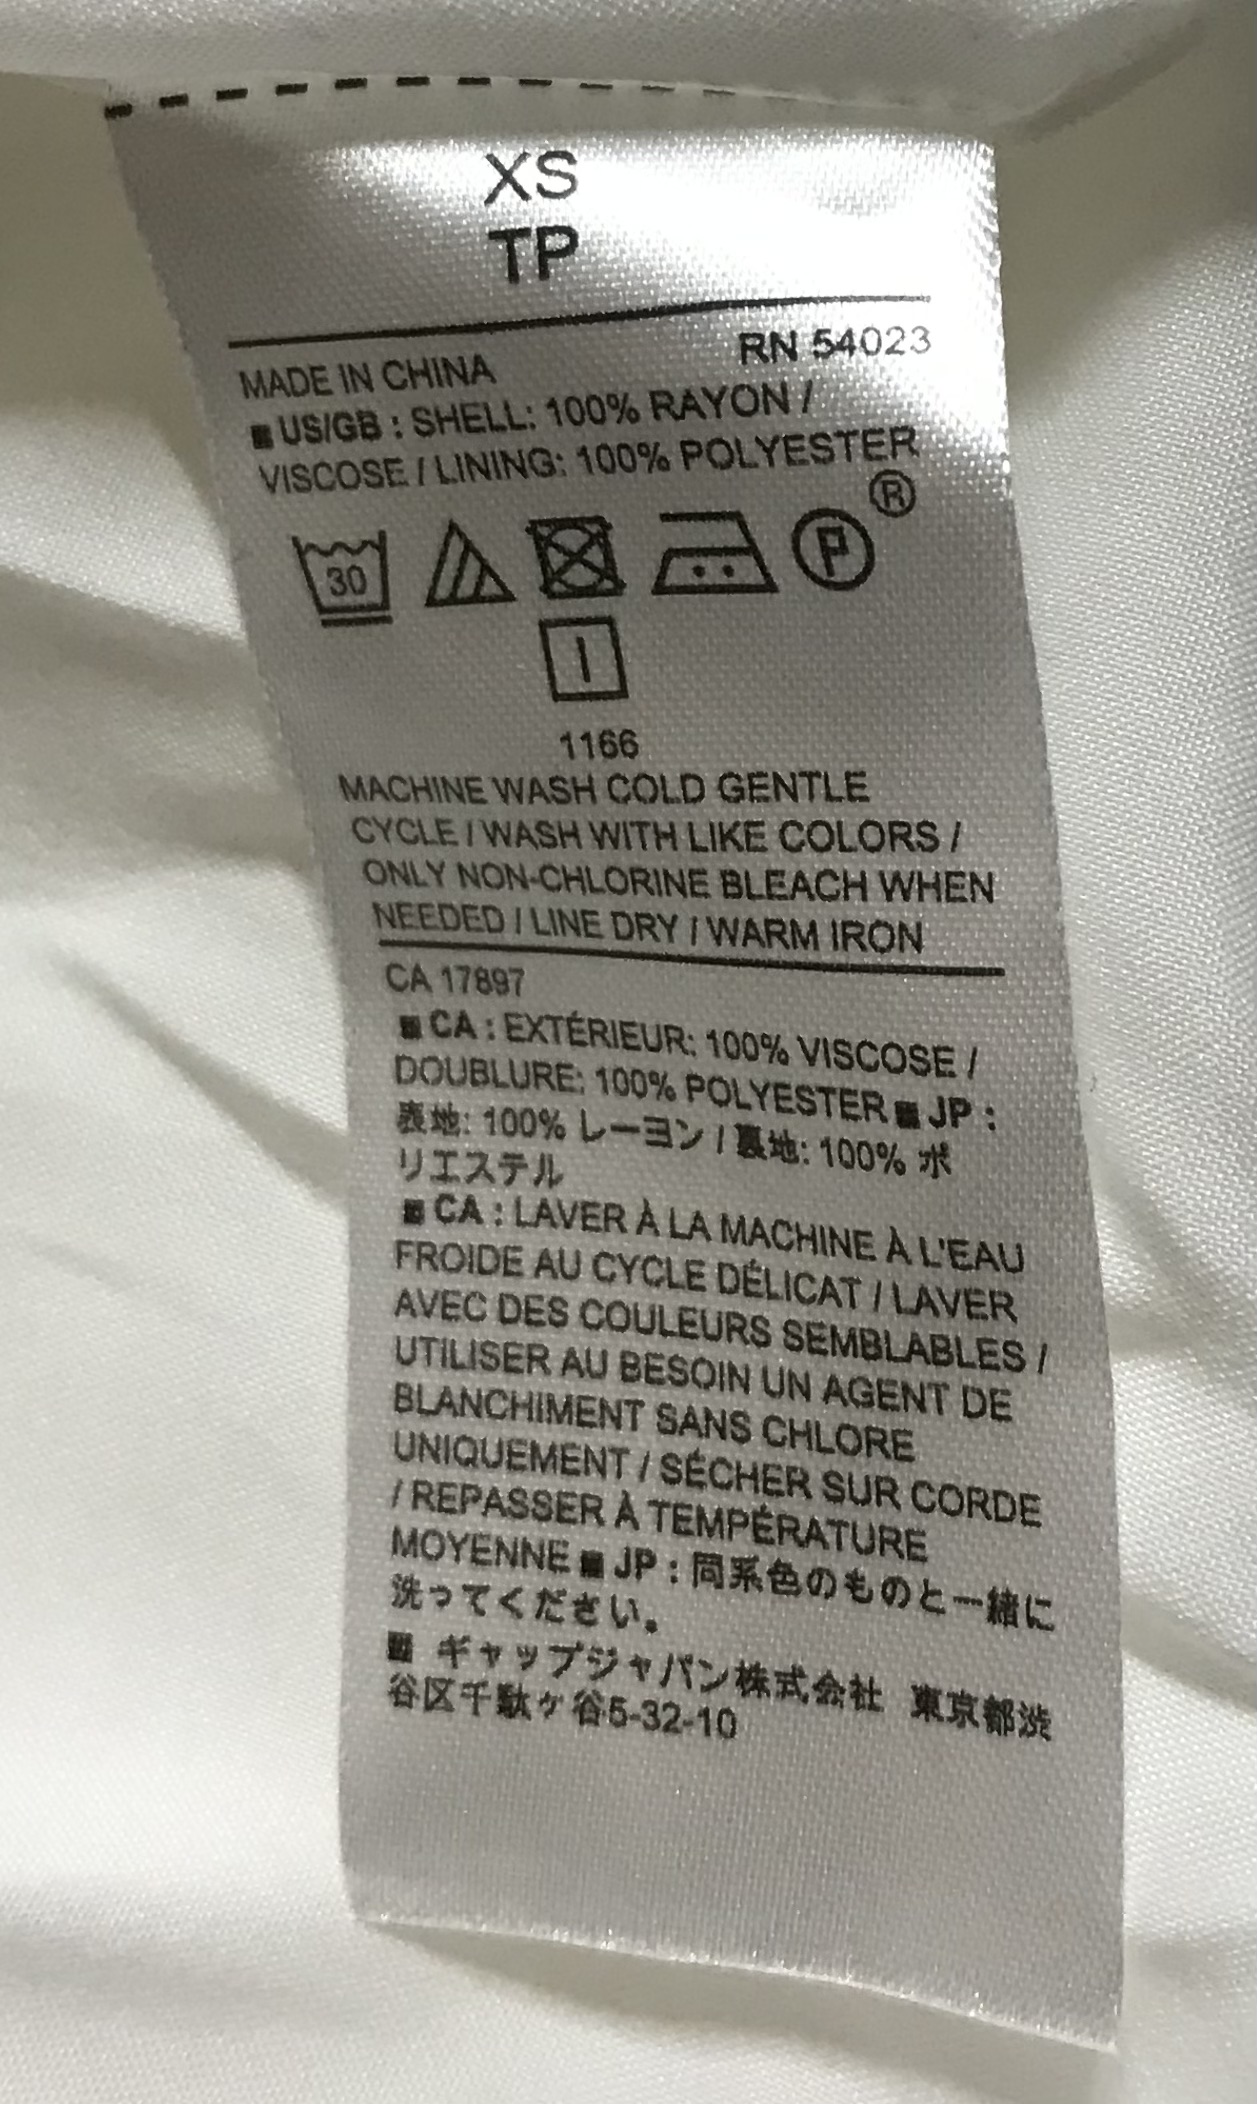 XS
TP
RN 54023
MADE IN CHINA
■ US/GB : SHELL: 100% RAYON /
VISCOSE / LINING: 100% POLYESTER
®
30
P
1166
MACHINE WASH COLD GENTLE
CYCLE / WASH WITH LIKE COLORS /
ONLY NON-CHLORINE BLEACH WHEN
NEEDED / LINE DRY / WARM IRON
CA 17897
■ CA : EXTÉRIEUR: 100% VISCOSE /
DOUBLURE: 100% POLYESTER ■ JP :
表地: 100% レーヨン / 裏地: 100% ポ
リエステル
■ CA : LAVER À LA MACHINE À L'EAU
FROIDE AU CYCLE DÉLICAT / LAVER
AVEC DES COULEURS SEMBLABLES /
UTILISER AU BESOIN UN AGENT DE
BLANCHIMENT SANS CHLORE
UNIQUEMENT / SÉCHER SUR CORDE
/ REPASSER À TEMPÉRATURE
MOYENNE ■ JP : 同系色のものと一緒に
洗ってください。
■ ギャップジャパン株式会社 東京都渋
谷区千駄ヶ谷5-32-10